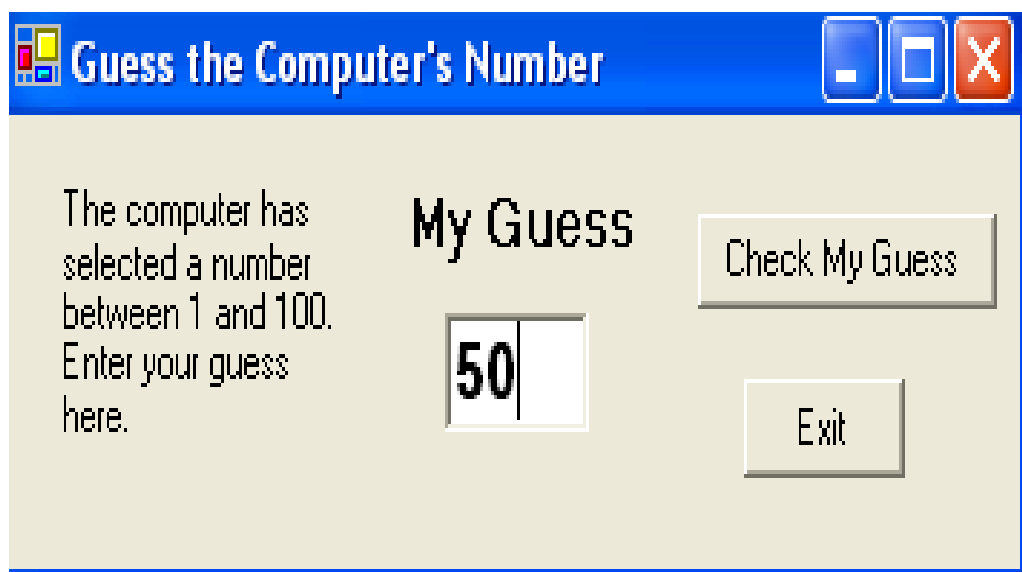 Guess the Computer's Number
The computer has
selected a number
between 1 and 100.
Enter your guess
here.
My Guess
50
Check My Guess
Exit